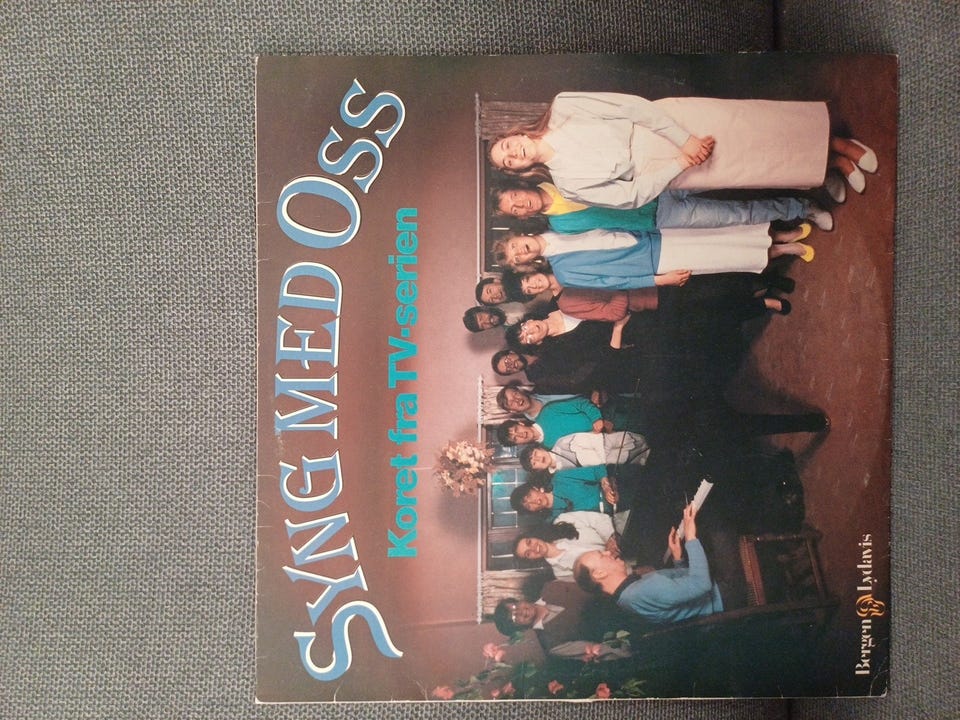 SYNG MED OSS
Koret fra TV-serien
Bergen Lydavis